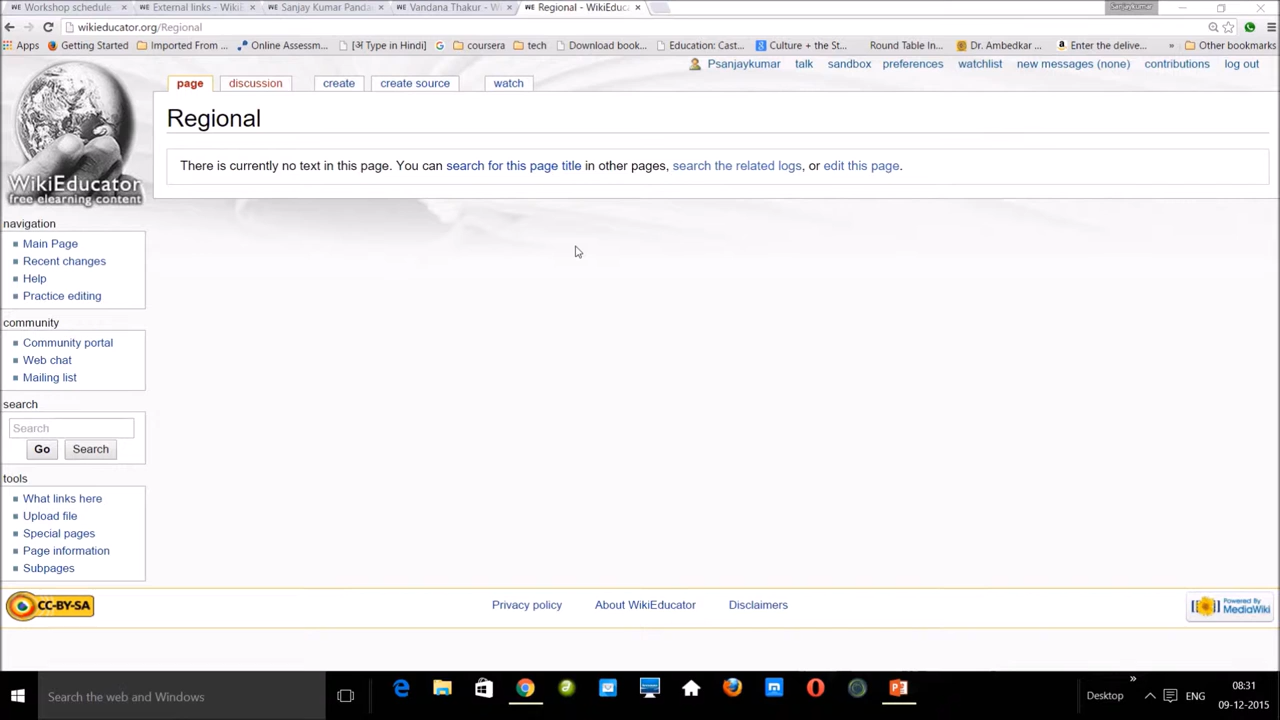 Workshop schedule
External links - WikiE
Sanjay Kumar Panda
Vandana Thakur - Wi
Regional - WikiEduca
Sanjaykumar
wikieducator.org/Regional
Apps
Getting Started
Imported From ...
Online Assessm...
[अ Type in Hindi]
coursera
tech
Download book...
Education: Cast...
Culture + the St...
Round Table In...
Dr. Ambedkar ...
Enter the delive...
»
Other bookmarks
Psanjaykumar talk sandbox preferences watchlist new messages (none) contributions log out
page discussion create create source watch
Regional
There is currently no text in this page. You can search for this page title in other pages, search the related logs, or edit this page.
WikiEducator
free elearning content
navigation
Main Page
Recent changes
Help
Practice editing
community
Community portal
Web chat
Mailing list
search
Search
Go Search
tools
What links here
Upload file
Special pages
Page information
Subpages
CC-BY-SA
Privacy policy About WikiEducator Disclaimers
Powered By
MediaWiki
Search the web and Windows
Desktop
»
ENG
08:31
09-12-2015